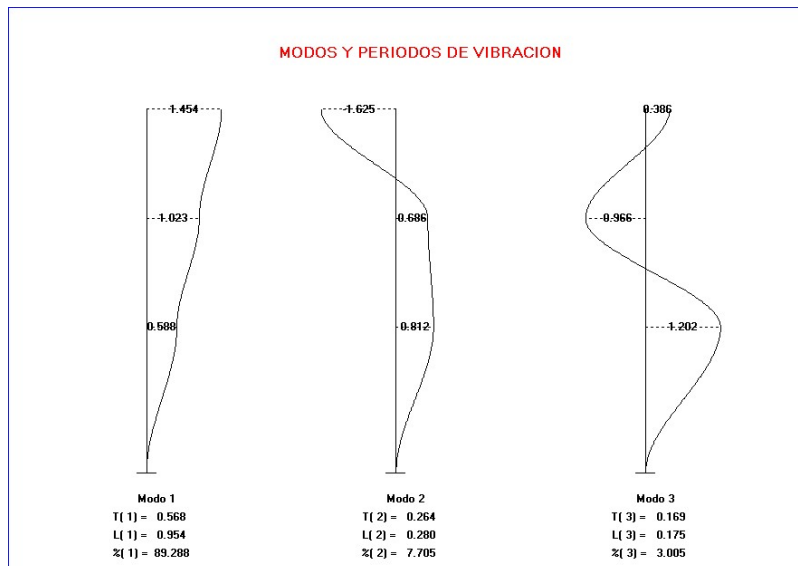 MODOS Y PERIODOS DE VIBRACION
1.454
-1.625
0.386
1.023
0.686
-0.966
0.588
0.812
1.202
Modo 1
Modo 2
Modo 3
T( 1) = 0.568
T( 2) = 0.264
T( 3) = 0.169
L( 1) = 0.954
L( 2) = 0.280
L( 3) = 0.175
%( 1) = 89.288
%( 2) = 7.705
%( 3) = 3.005